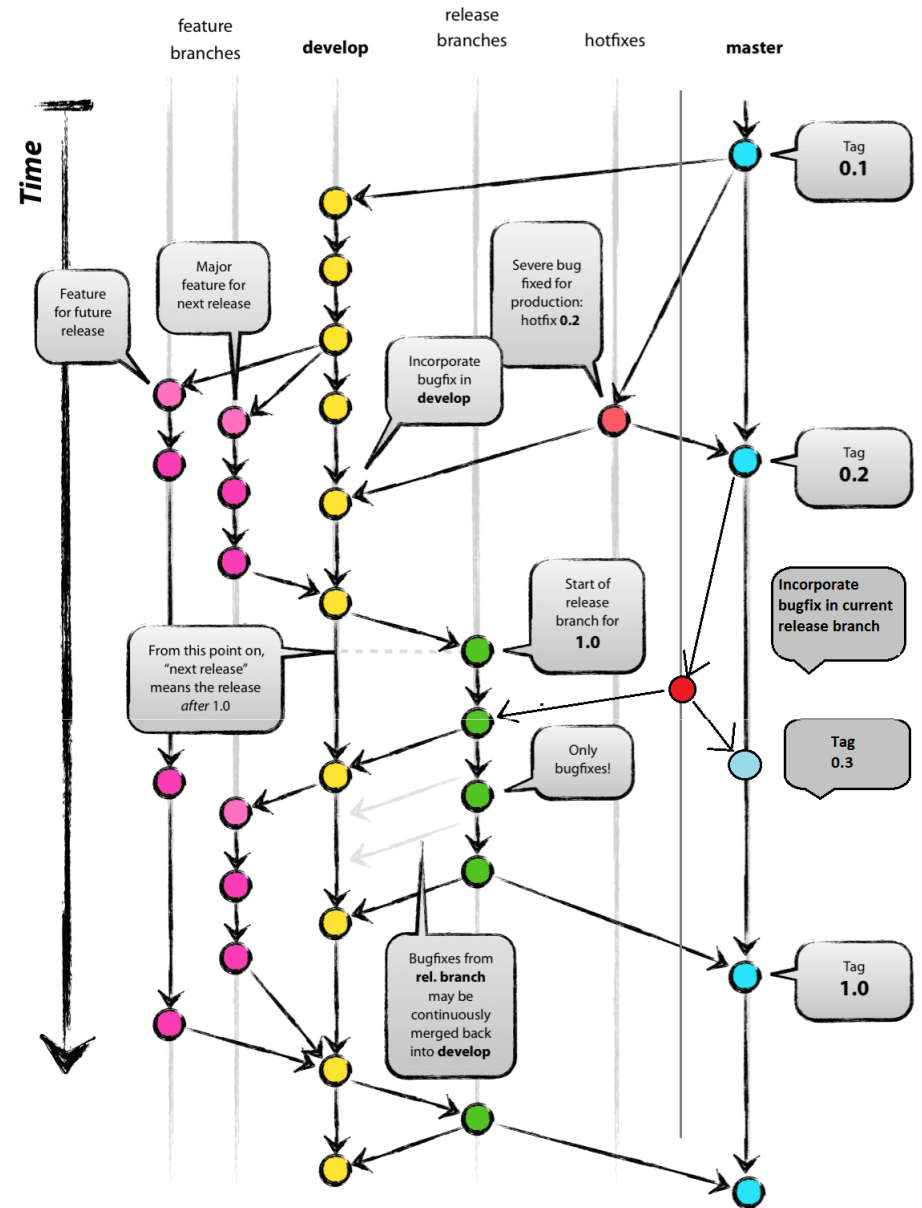 feature
branches
develop
release
branches
hotfixes
master
Time
Tag
0.1
Major
feature for
next release
Severe bug
fixed for
production:
hotfix 0.2
Feature
for future
release
Incorporate
bugfix in
develop
Tag
0.2
Start of
release
branch for
1.0
Incorporate
bugfix in current
release branch
From this point on,
“next release”
means the release
after 1.0
Only
bugfixes!
Tag
0.3
Bugfixes from
rel. branch
may be
continuously
merged back
into develop
Tag
1.0